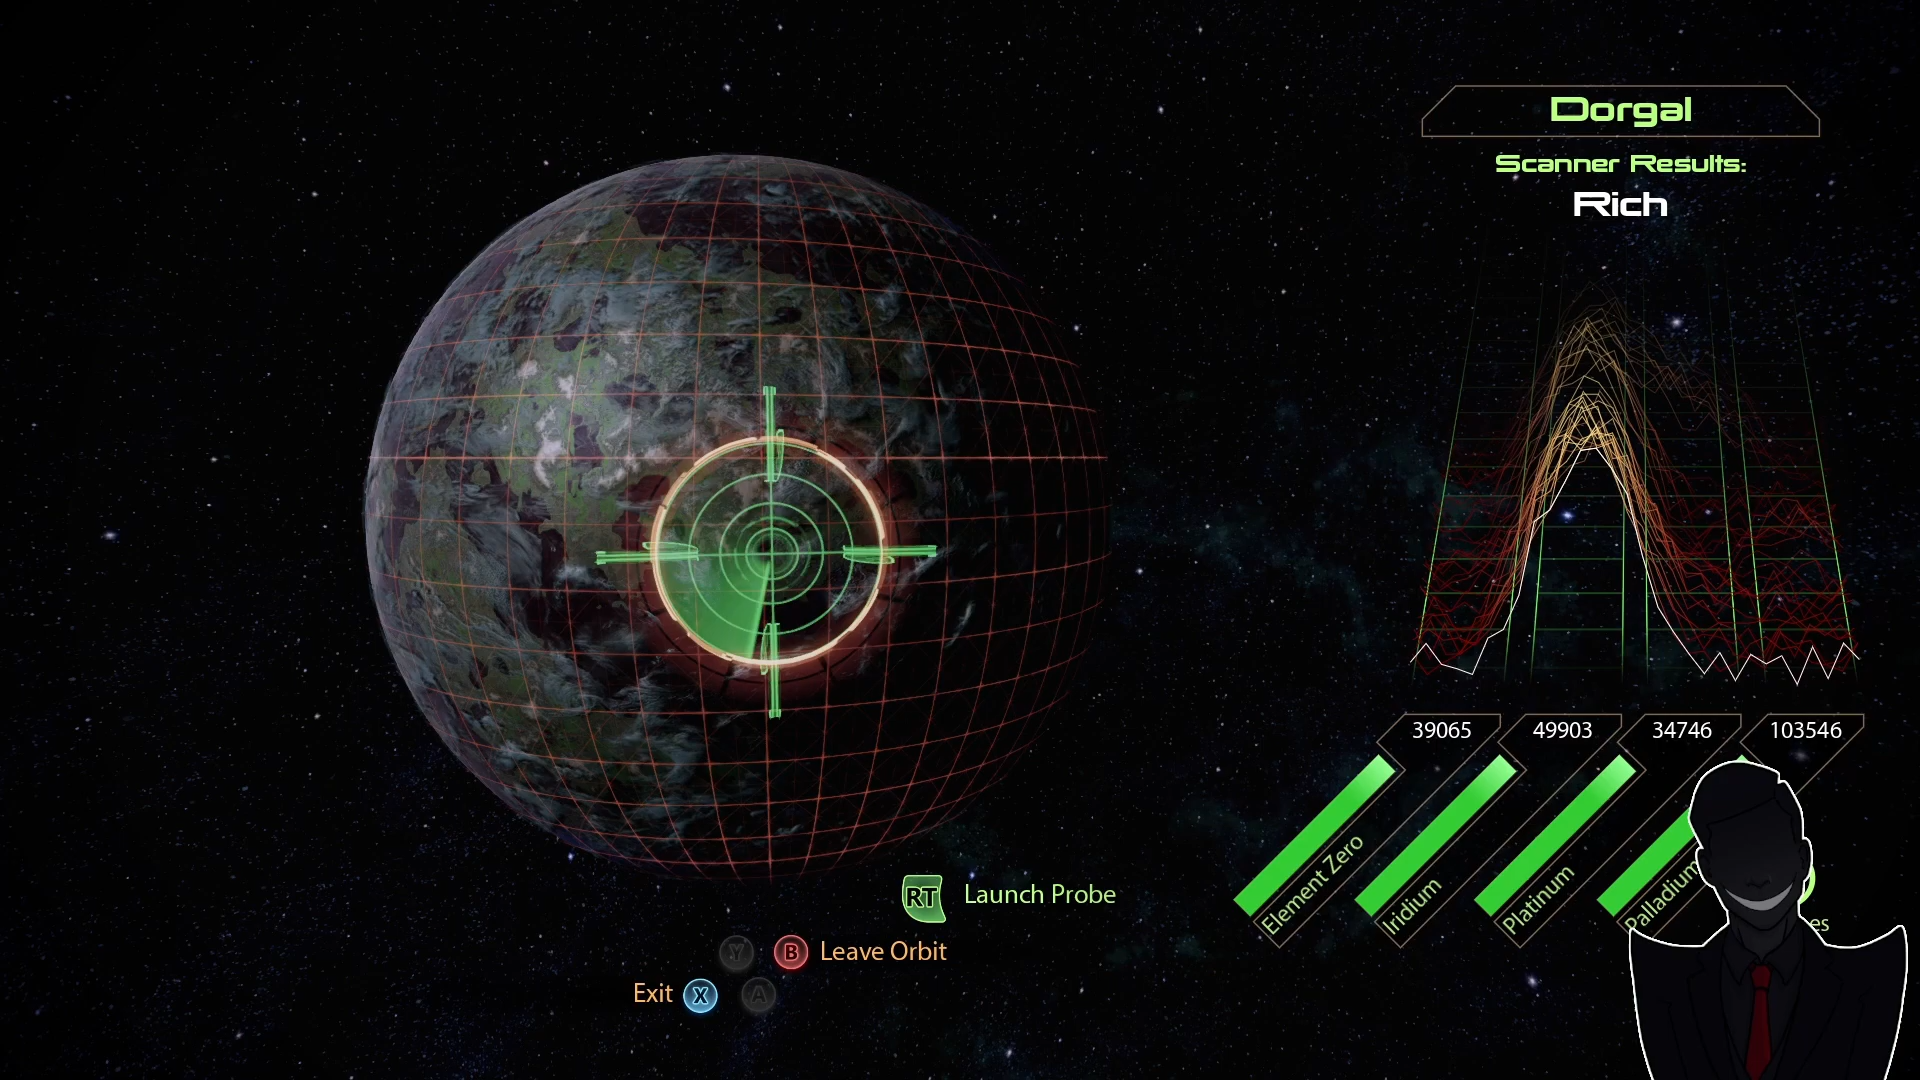 Dorgal
Scanner Results:
Rich
39065
49903
34746
103546
Element Zero
Iridium
Platinum
Palladium
RT Launch Probe
Y
B Leave Orbit
Exit X
A